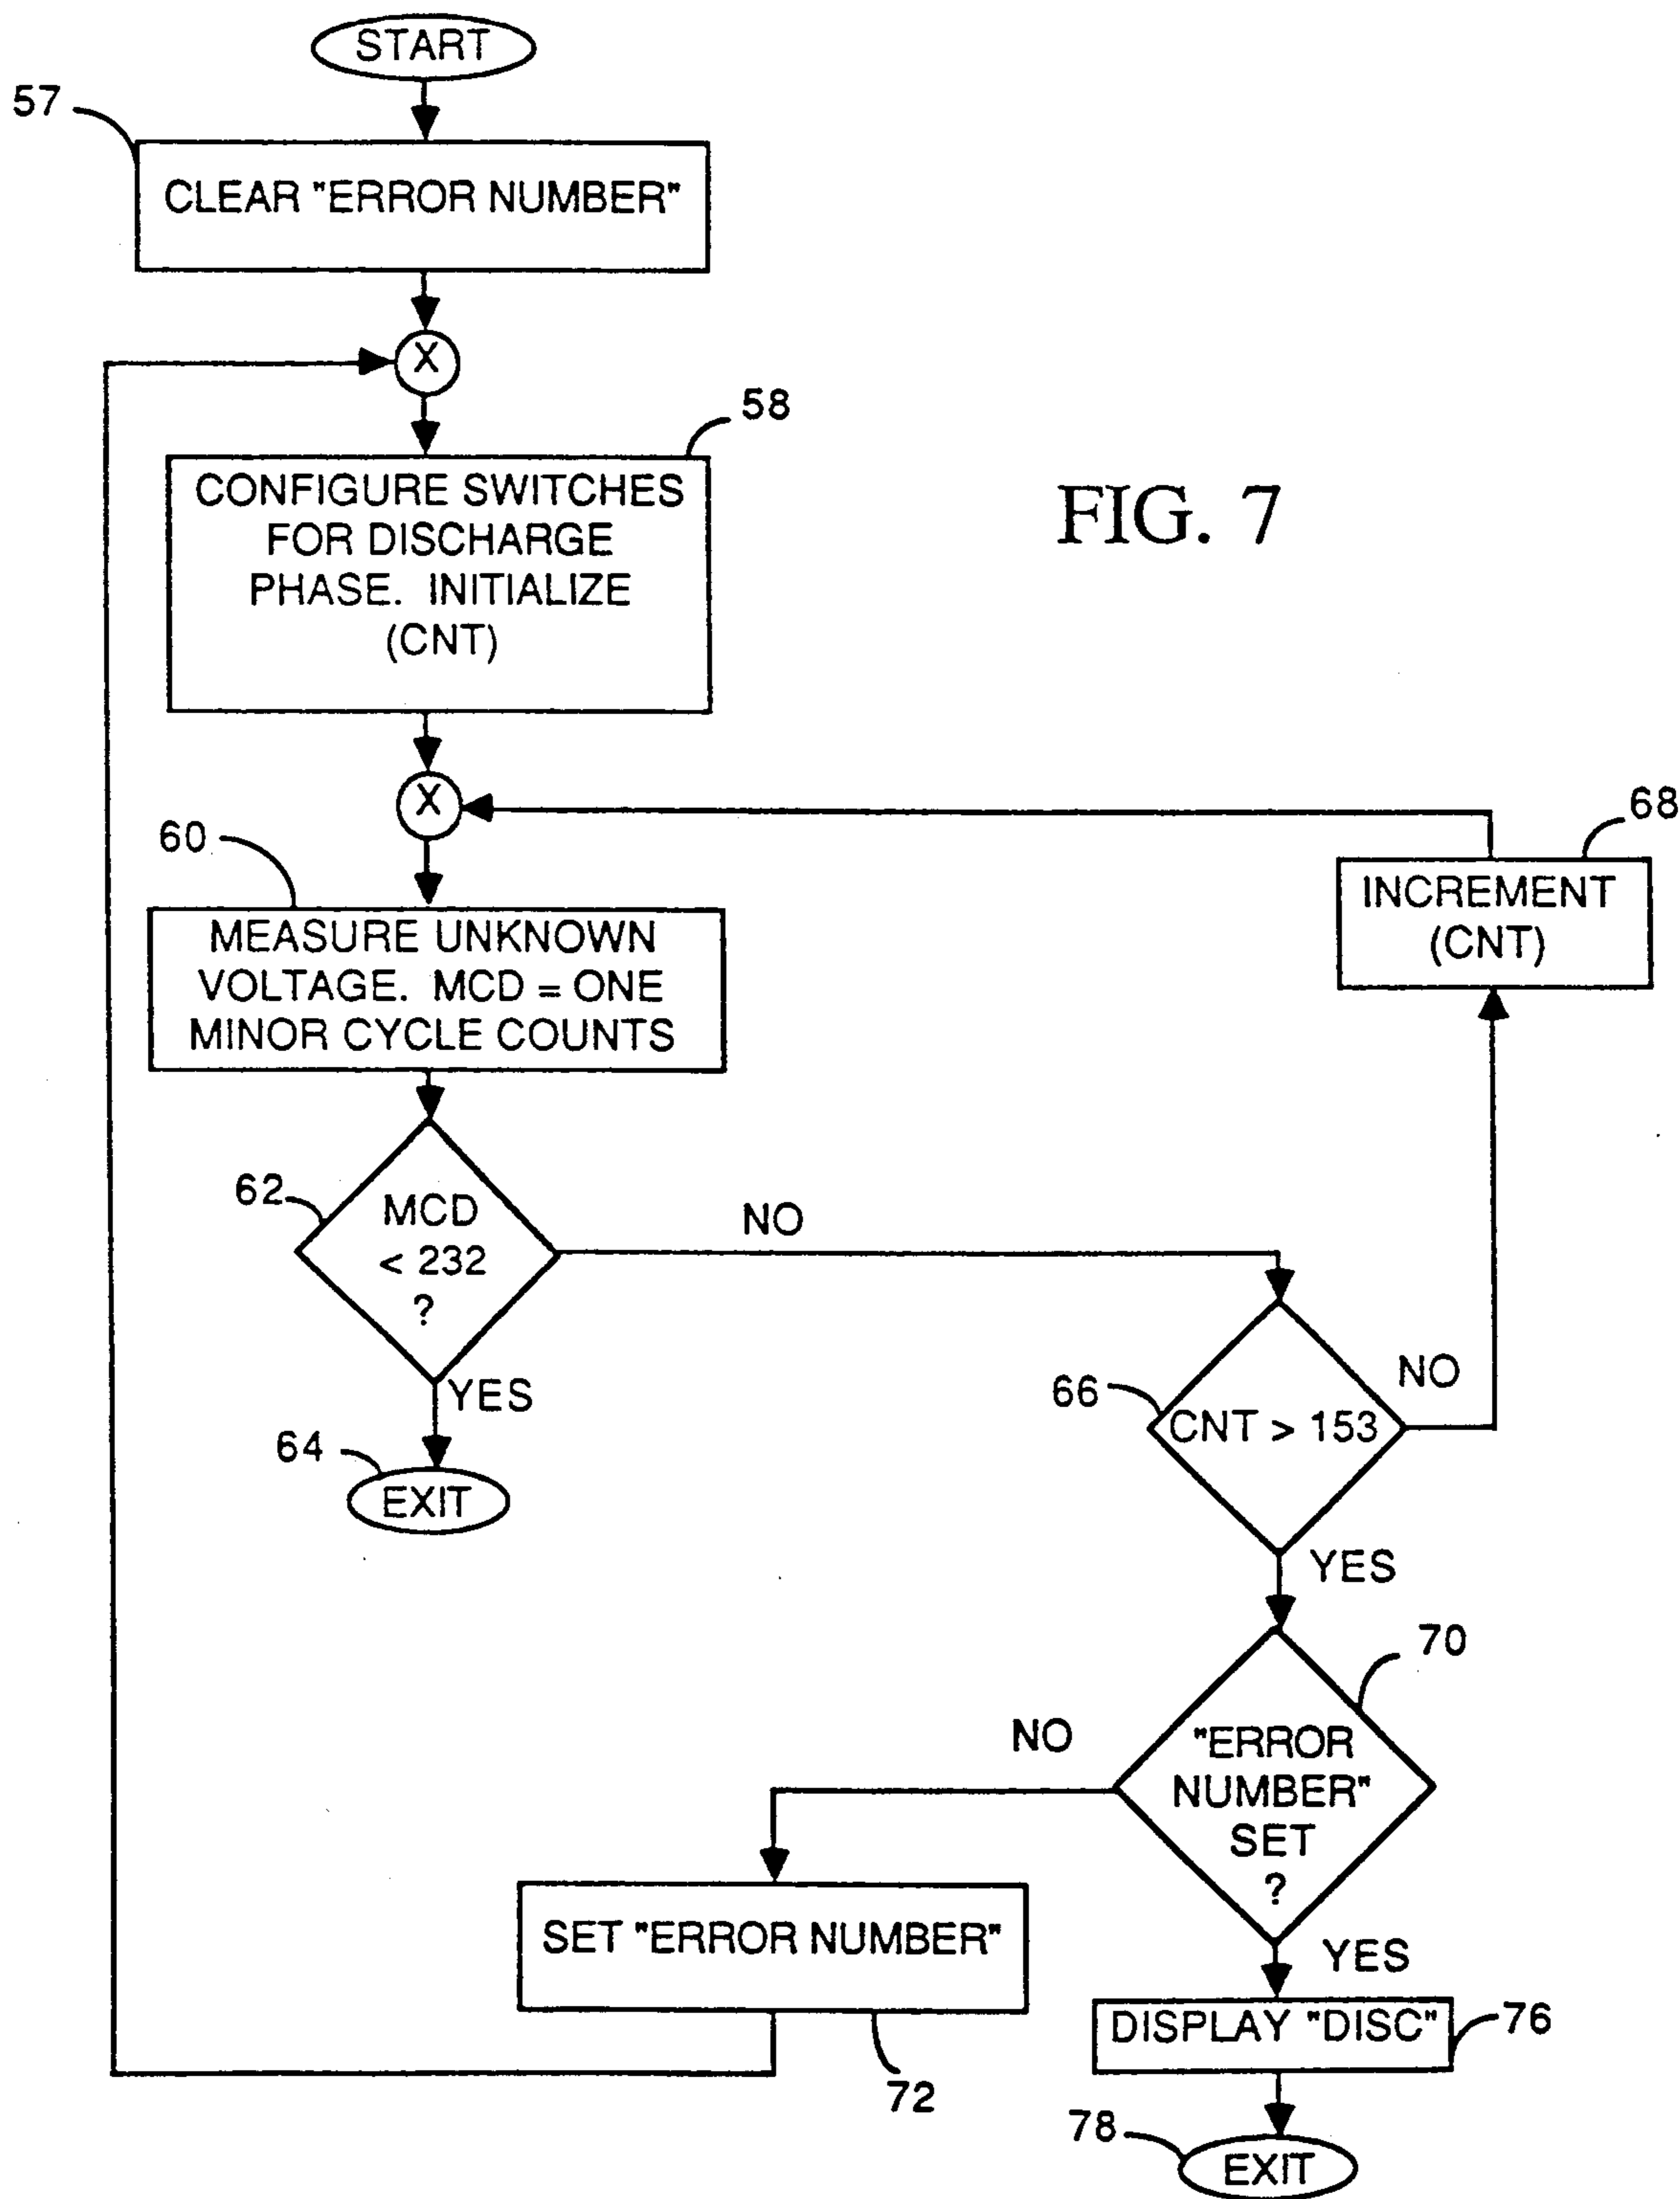 START
57
CLEAR "ERROR NUMBER"
X
58
CONFIGURE SWITCHES
FOR DISCHARGE
PHASE. INITIALIZE
(CNT)
FIG. 7
X
68
INCREMENT
(CNT)
60
MEASURE UNKNOWN
VOLTAGE. MCD = ONE
MINOR CYCLE COUNTS
62
MCD
< 232
?
NO
YES
64
EXIT
66
CNT > 153
NO
YES
70
"ERROR
NUMBER"
SET
?
NO
SET "ERROR NUMBER"
72
YES
DISPLAY "DISC"
76
78
EXIT